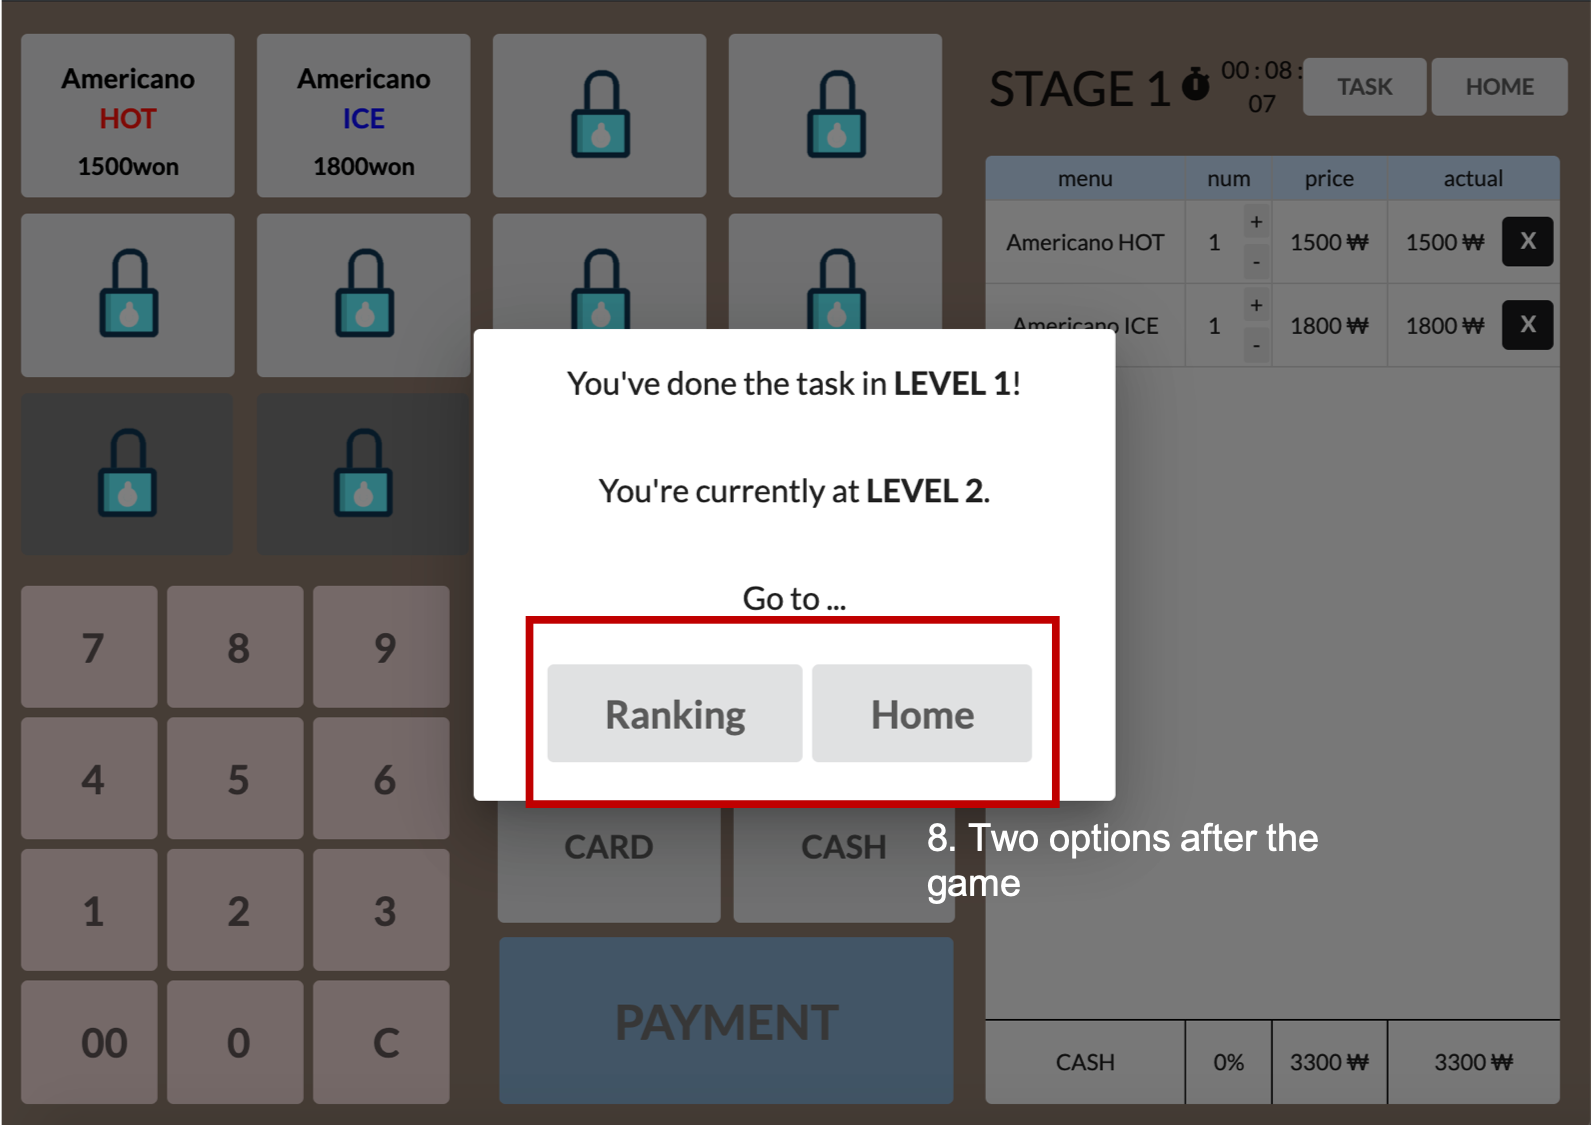 Americano
HOT
1500won
Americano
ICE
1800won
STAGE 1
00 : 08 :
07
TASK
HOME
menu num price actual
Americano HOT 1 + - 1500 ₩ 1500 ₩ X
Americano ICE 1 + - 1800 ₩ 1800 ₩ X
You've done the task in LEVEL 1!
You're currently at LEVEL 2.
Go to ...
Ranking Home
8. Two options after the
game
7 8 9
4 5 6
1 2 3
00 0 C
CARD CASH
PAYMENT
CASH 0% 3300 ₩ 3300 ₩